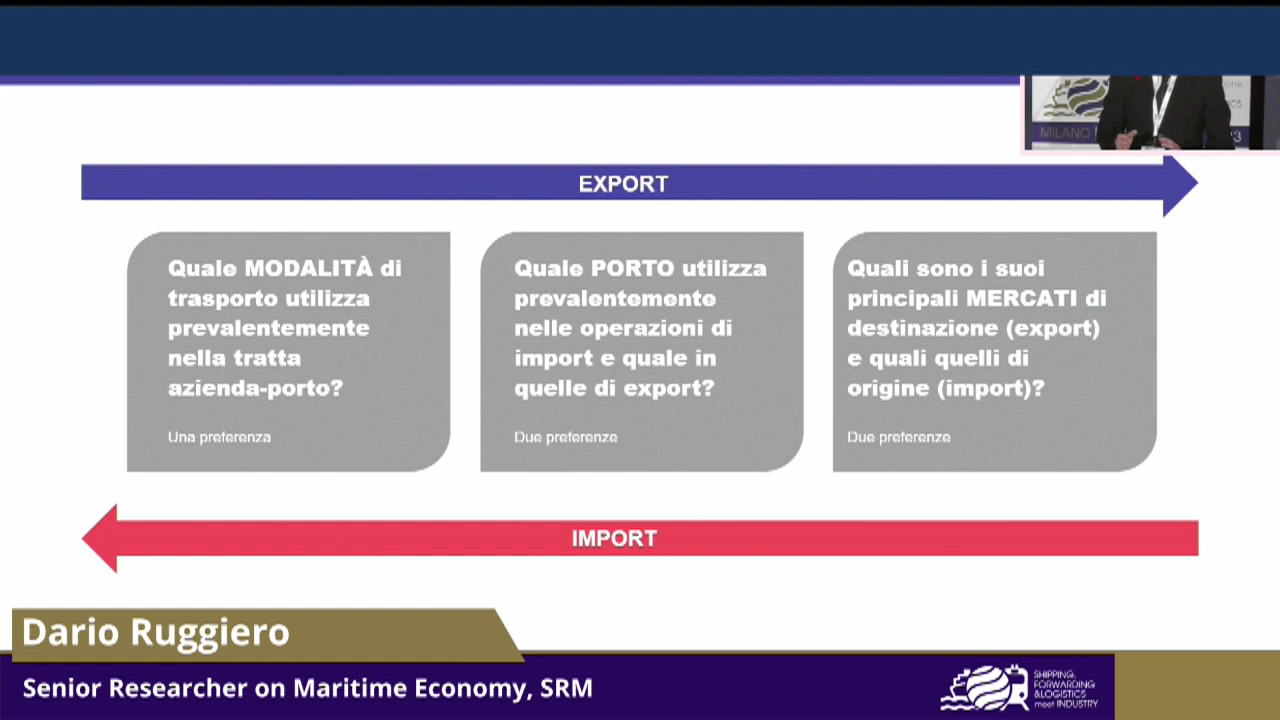 MILANO
EXPORT
Quale MODALITÀ di
trasporto utilizza
prevalentemente
nella tratta
azienda-porto?
Una preferenza
Quale PORTO utilizza
prevalentemente
nelle operazioni di
import e quale in
quelle di export?
Due preferenze
Quali sono i suoi
principali MERCATI di
destinazione (export)
e quali quelli di
origine (import)?
Due preferenze
IMPORT
Dario Ruggiero
Senior Researcher on Maritime Economy, SRM
SHIPPING,
FORWARDING
&LOGISTICS
meet INDUSTRY